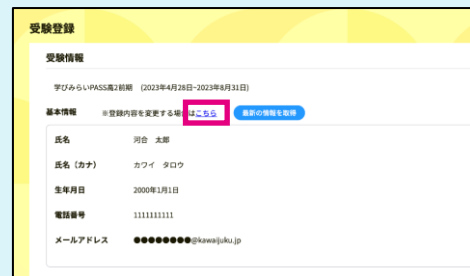 受験登録
受験情報
学びみらいPASS高2前期 (2023年4月28日~2023年8月31日)
基本情報 ※登録内容を変更する場合はこちら 最新の情報を取得
氏名 河合 太郎
氏名（カナ） カワイ タロウ
生年月日 2000年1月1日
電話番号 1111111111
メールアドレス ●●●●●●●●@kawaijuku.jp